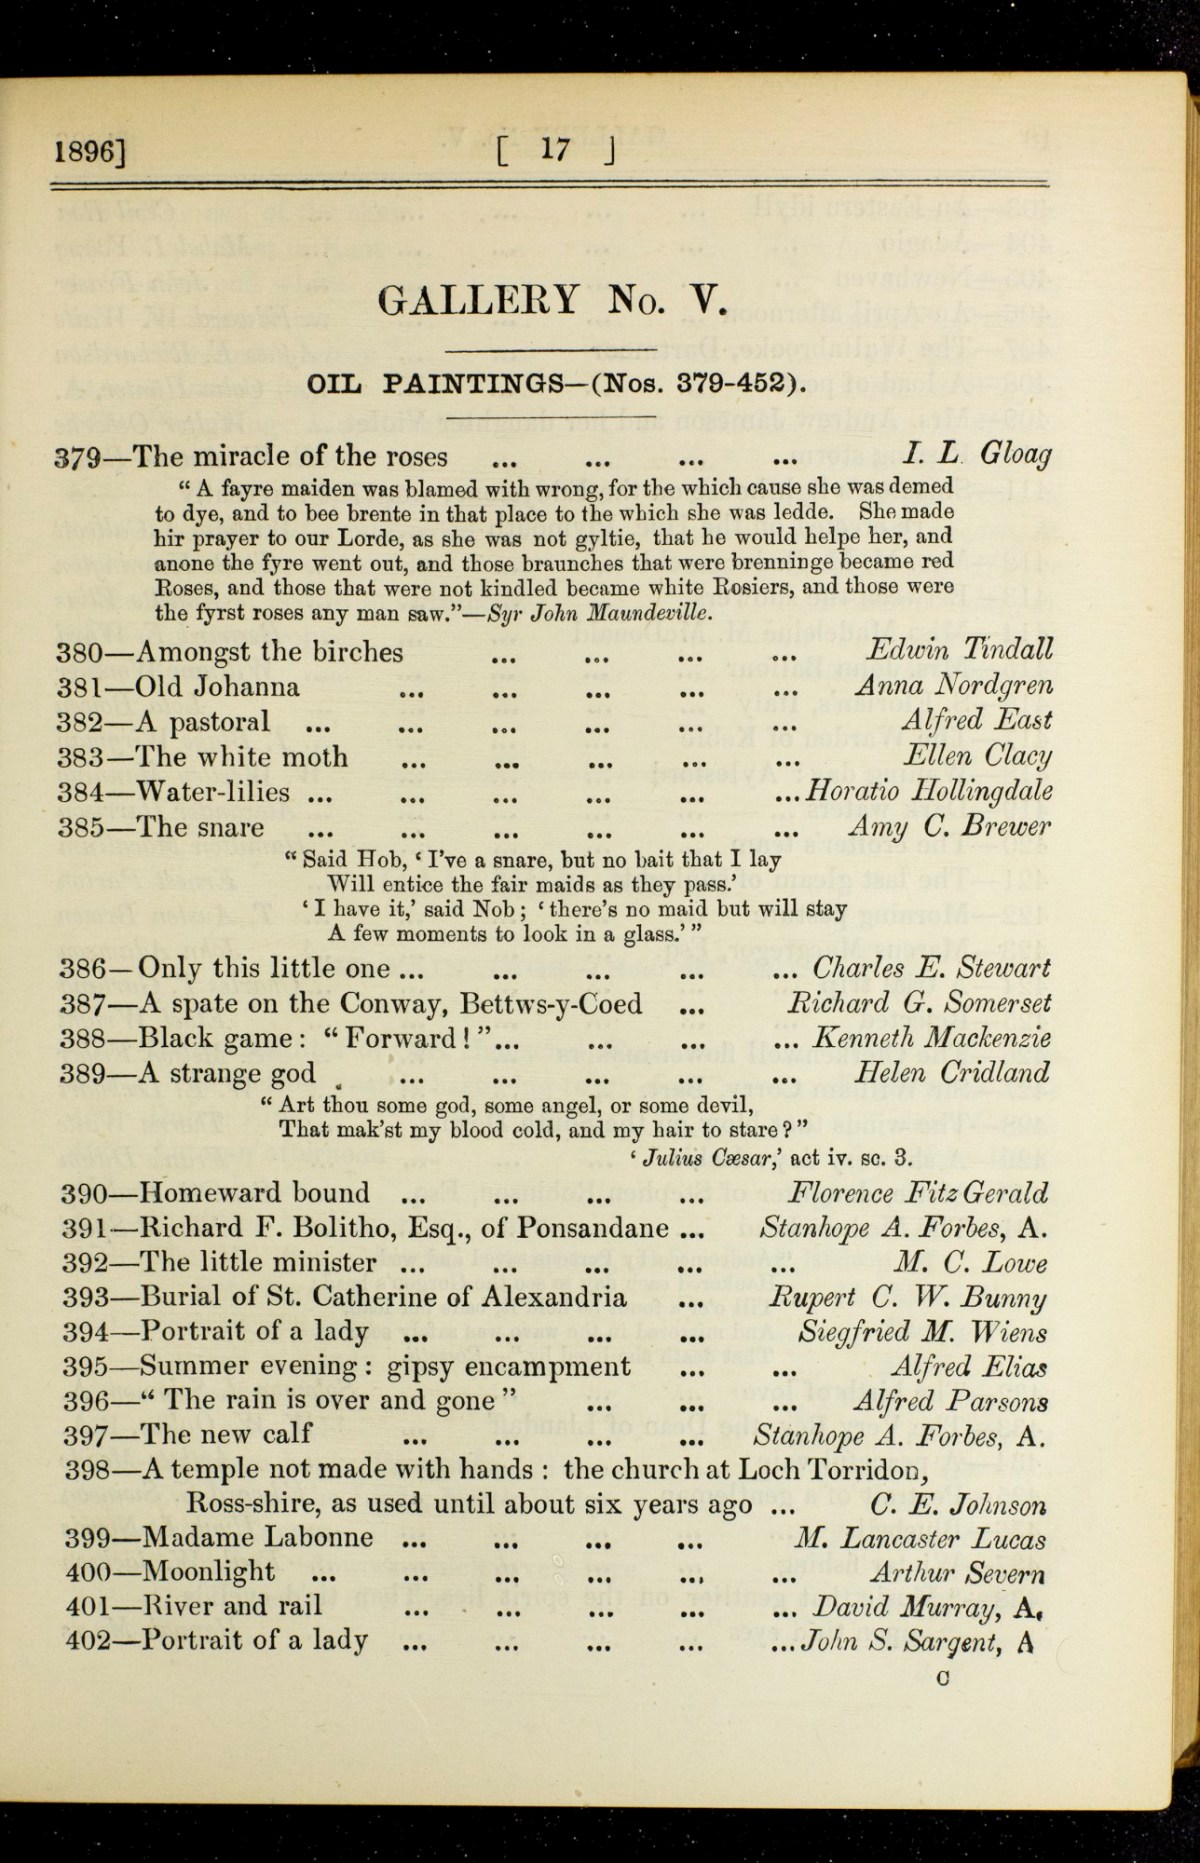 1896] [ 17 ]
GALLERY No. V.
OIL PAINTINGS—(Nos. 379-452).
379—The miracle of the roses ... ... ... ... I. L Gloag
“ A fayre maiden was blamed with wrong, for the which cause she was demed
to dye, and to bee brente in that place to the which she was ledde. She made
hir prayer to our Lorde, as she was not gyltie, that he would helpe her, and
anone the fyre went out, and those braunches that were brenninge became red
Roses, and those that were not kindled became white Rosiers, and those were
the fyrst roses any man saw.”—Syr John Maundeville.
380—Amongst the birches ... ... ... ... Edwin Tindall
381—Old Johanna ... ... ... ... ... Anna Nordgren
382—A pastoral ... ... ... ... ... ... Alfred East
383—The white moth ... ... ... ... ... Ellen Clacy
384—Water-lilies ... ... ... ... ... ... Horatio Hollingdale
385—The snare ... ... ... ... ... ... Amy C. Brewer
“ Said Hob, ‘ I've a snare, but no bait that I lay
Will entice the fair maids as they pass.’
‘ I have it,’ said Nob ; ‘ there's no maid but will stay
A few moments to look in a glass.’ ”
386—Only this little one ... ... ... ... ... Charles E. Stewart
387—A spate on the Conway, Bettws-y-Coed ... Richard G. Somerset
388—Black game : “ Forward ! ”... ... ... ... Kenneth Mackenzie
389—A strange god . ... ... ... ... ... Helen Cridland
“ Art thou some god, some angel, or some devil,
That mak'st my blood cold, and my hair to stare ? ”
‘ Julius Cæsar,’ act iv. sc. 3.
390—Homeward bound ... ... ... ... Florence FitzGerald
391—Richard F. Bolitho, Esq., of Ponsandane ... Stanhope A. Forbes, A.
392—The little minister ... ... ... ... ... M. C. Lowe
393—Burial of St. Catherine of Alexandria ... Rupert C. W. Bunny
394—Portrait of a lady ... ... ... ... Siegfried M. Wiens
395—Summer evening : gipsy encampment ... ... Alfred Elias
396—“ The rain is over and gone ” ... ... ... Alfred Parsons
397—The new calf ... ... ... ... Stanhope A. Forbes, A.
398—A temple not made with hands : the church at Loch Torridon,
Ross-shire, as used until about six years ago ... C. E. Johnson
399—Madame Labonne ... ... ... ... M. Lancaster Lucas
400—Moonlight ... ... ... ... ... ... Arthur Severn
401—River and rail ... ... ... ... ... David Murray, A.
402—Portrait of a lady ... ... ... ... ... John S. Sargent, A
C